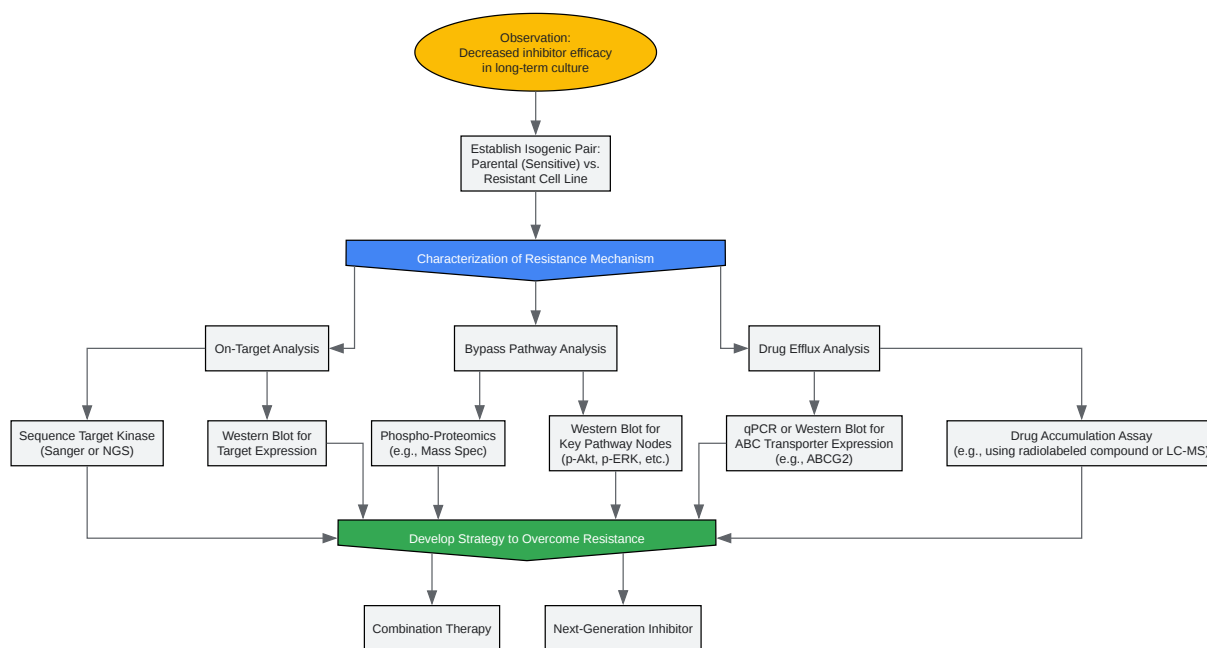 Observation:
Decreased inhibitor efficacy
in long-term culture
Establish Isogenic Pair:
Parental (Sensitive) vs.
Resistant Cell Line
Characterization of Resistance Mechanism
On-Target Analysis
Bypass Pathway Analysis
Drug Efflux Analysis
Sequence Target Kinase
(Sanger or NGS)
Western Blot for
Target Expression
Phospho-Proteomics
(e.g., Mass Spec)
Western Blot for
Key Pathway Nodes
(p-Akt, p-ERK, etc.)
qPCR or Western Blot for
ABC Transporter Expression
(e.g., ABCG2)
Drug Accumulation Assay
(e.g., using radiolabeled compound or LC-MS)
Develop Strategy to Overcome Resistance
Combination Therapy
Next-Generation Inhibitor